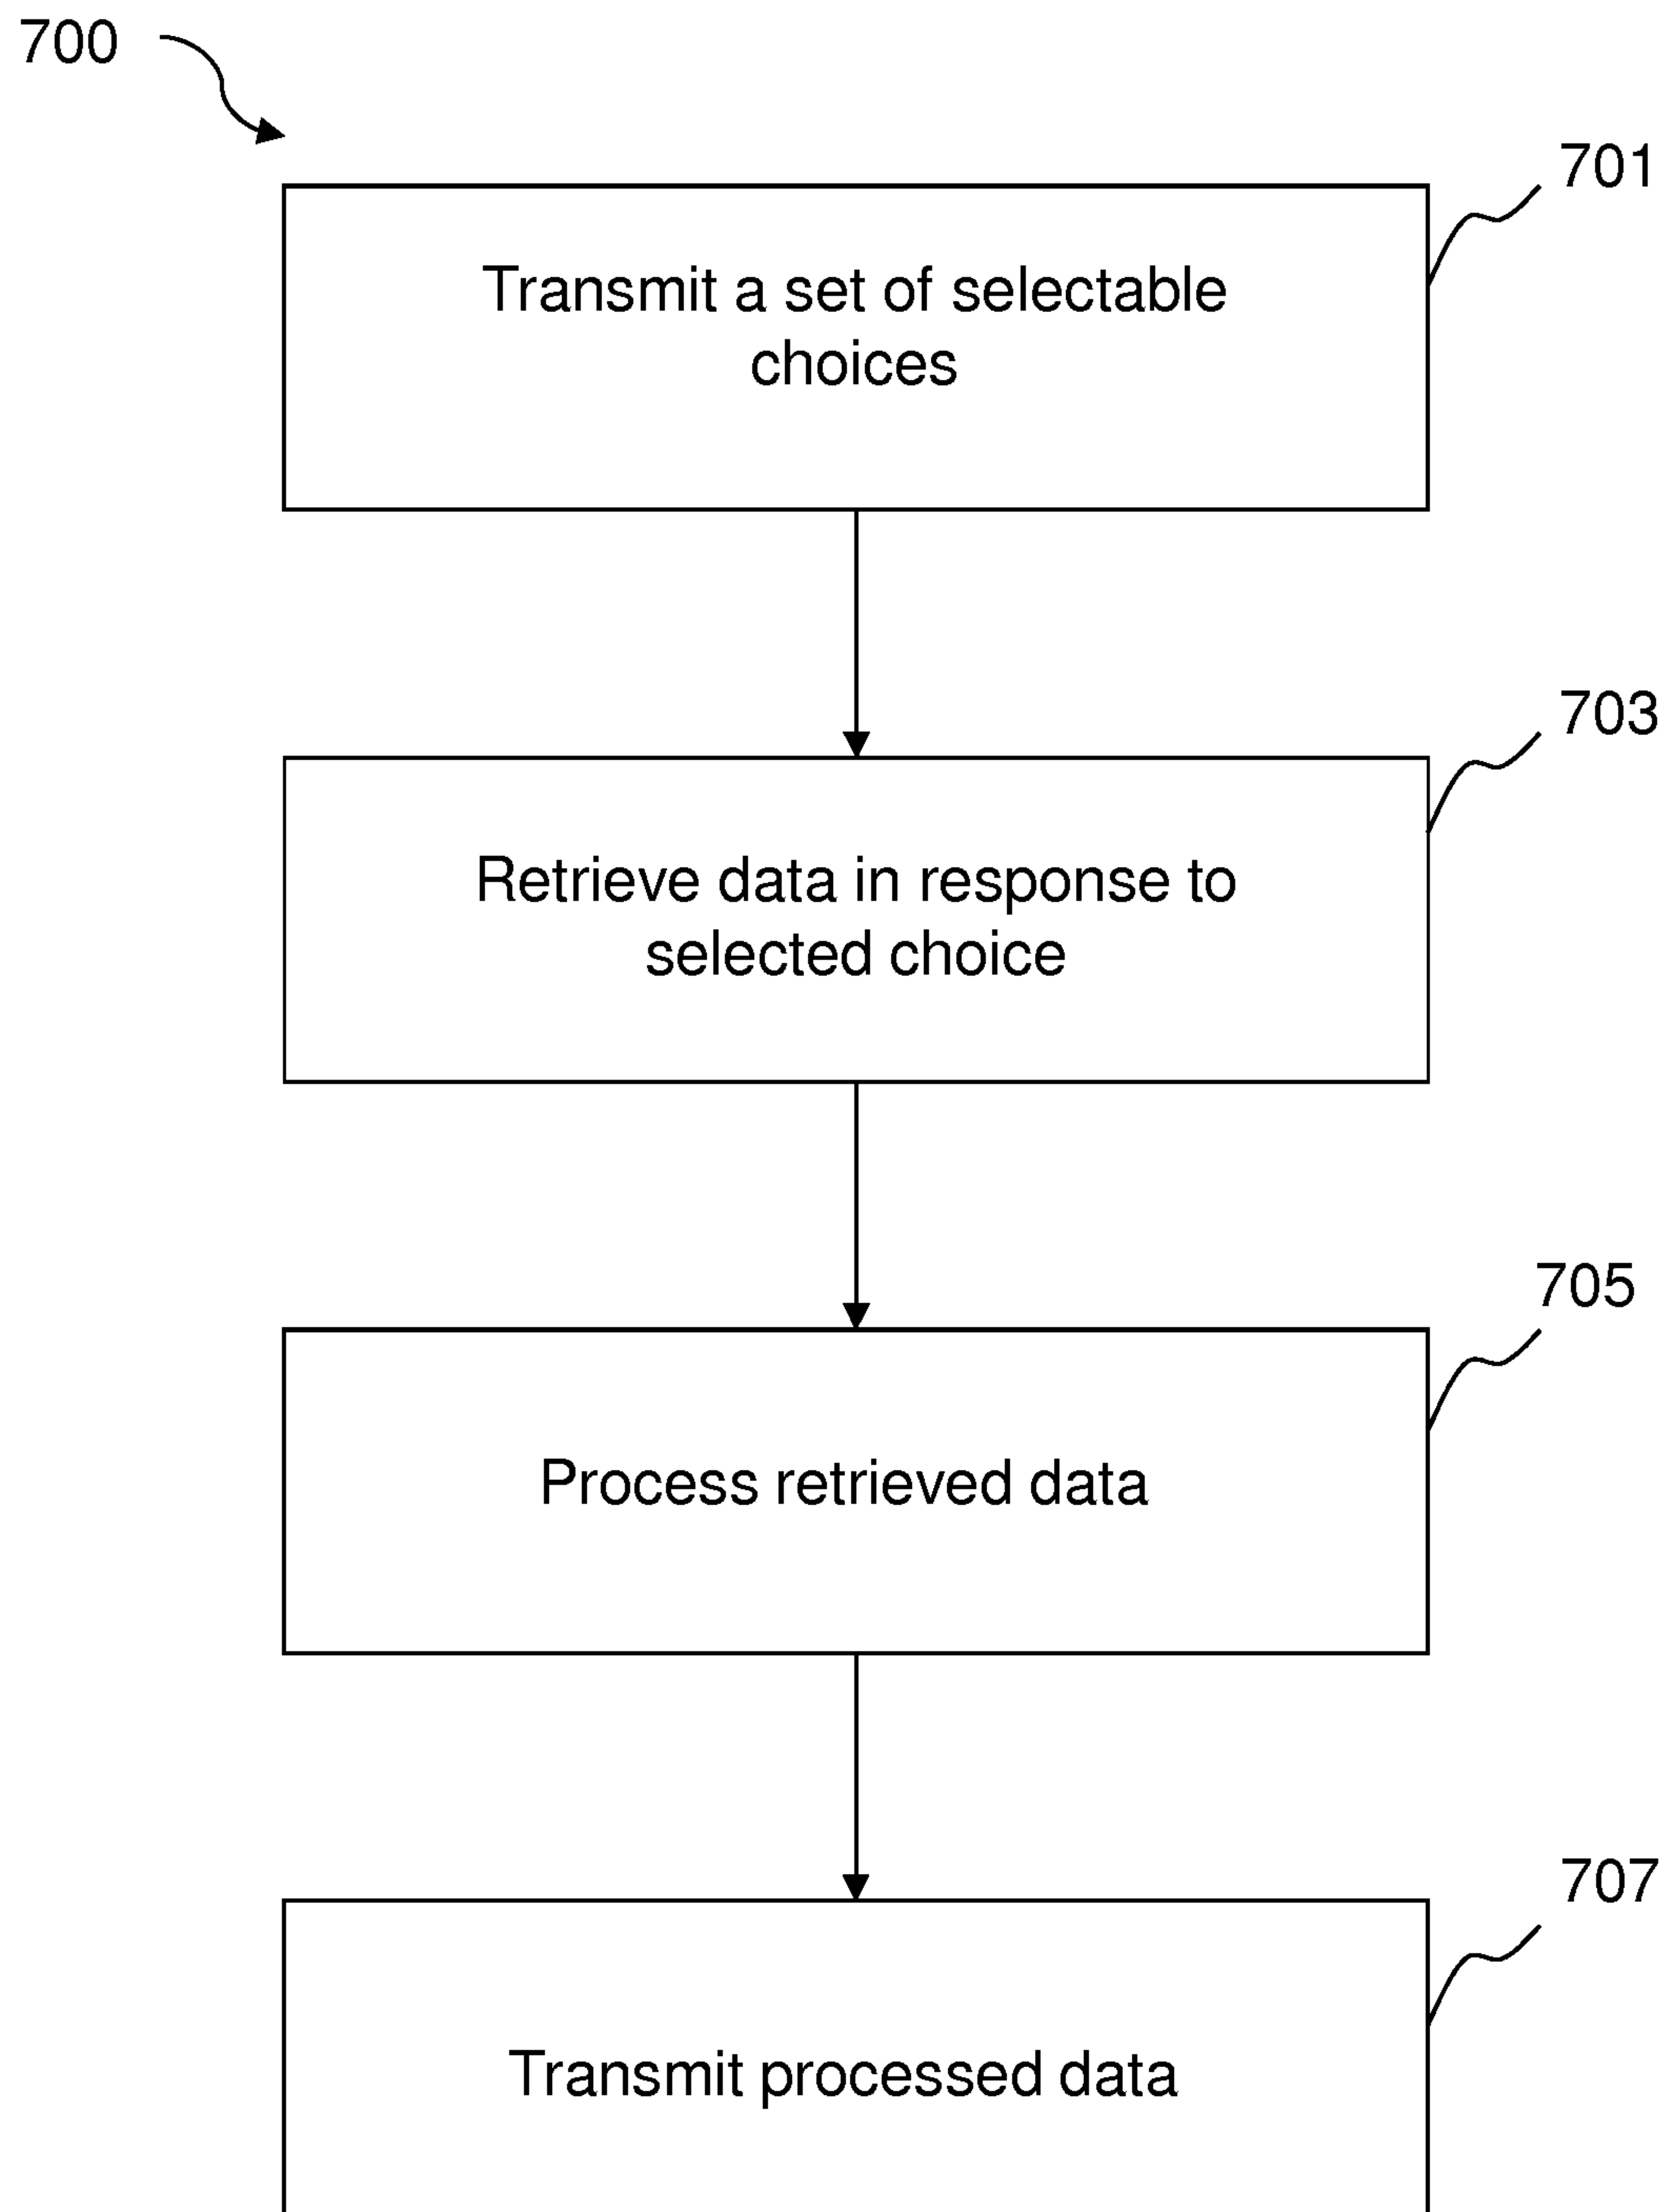 700
701
Transmit a set of selectable
choices
703
Retrieve data in response to
selected choice
705
Process retrieved data
707
Transmit processed data